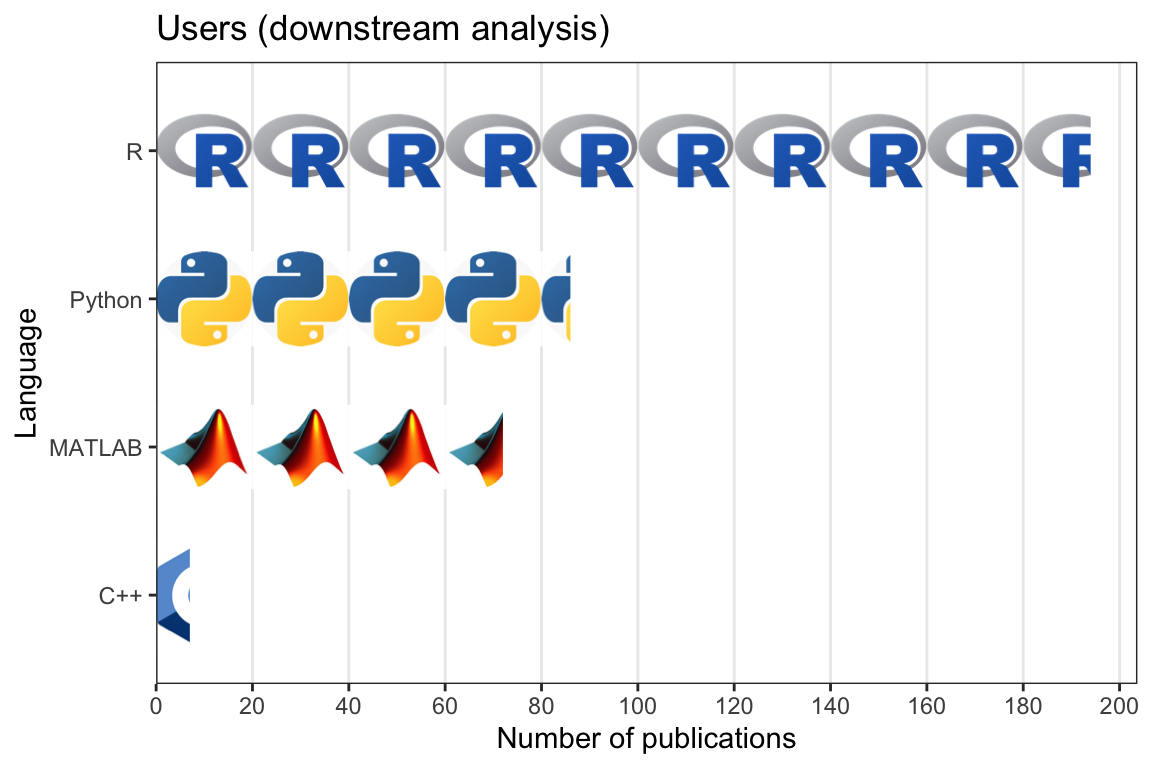 Users (downstream analysis)
R
R R R R R R R R R R
Python
MATLAB
C++
Language
0 20 40 60 80 100 120 140 160 180 200
Number of publications